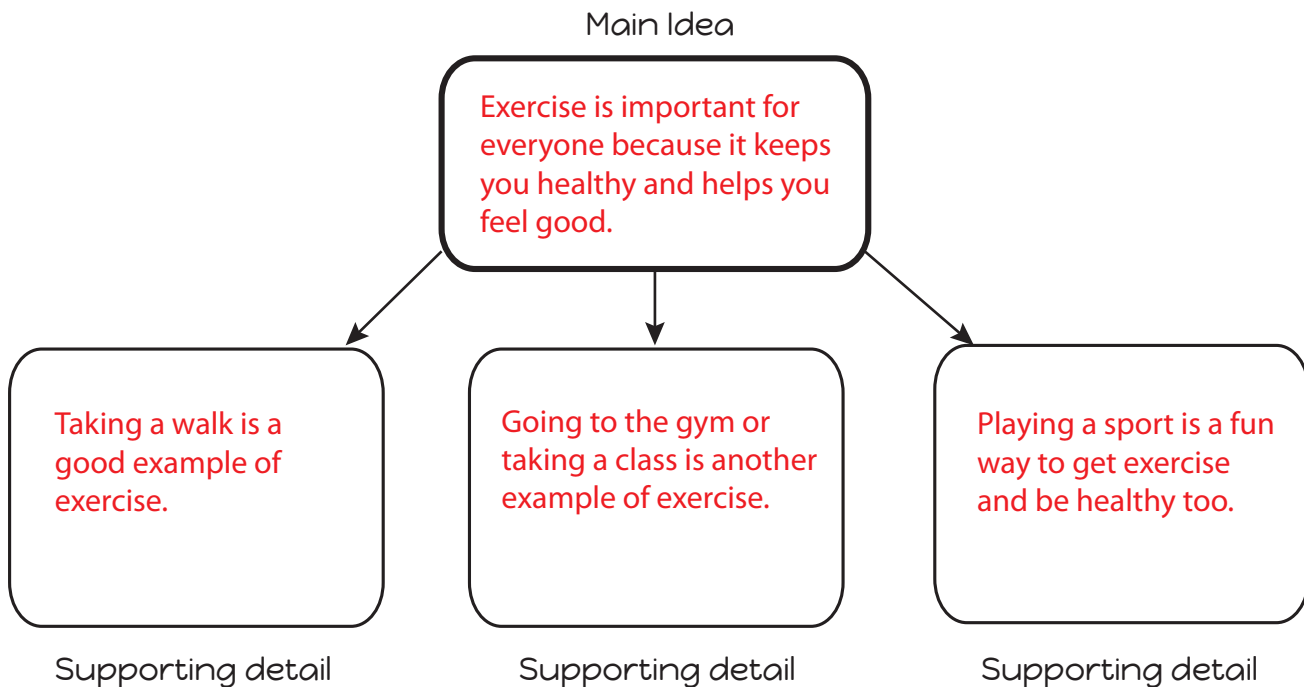 Main Idea
Exercise is important for
everyone because it keeps
you healthy and helps you
feel good.
Taking a walk is a
good example of
exercise.
Going to the gym or
taking a class is another
example of exercise.
Playing a sport is a fun
way to get exercise
and be healthy too.
Supporting detail
Supporting detail
Supporting detail